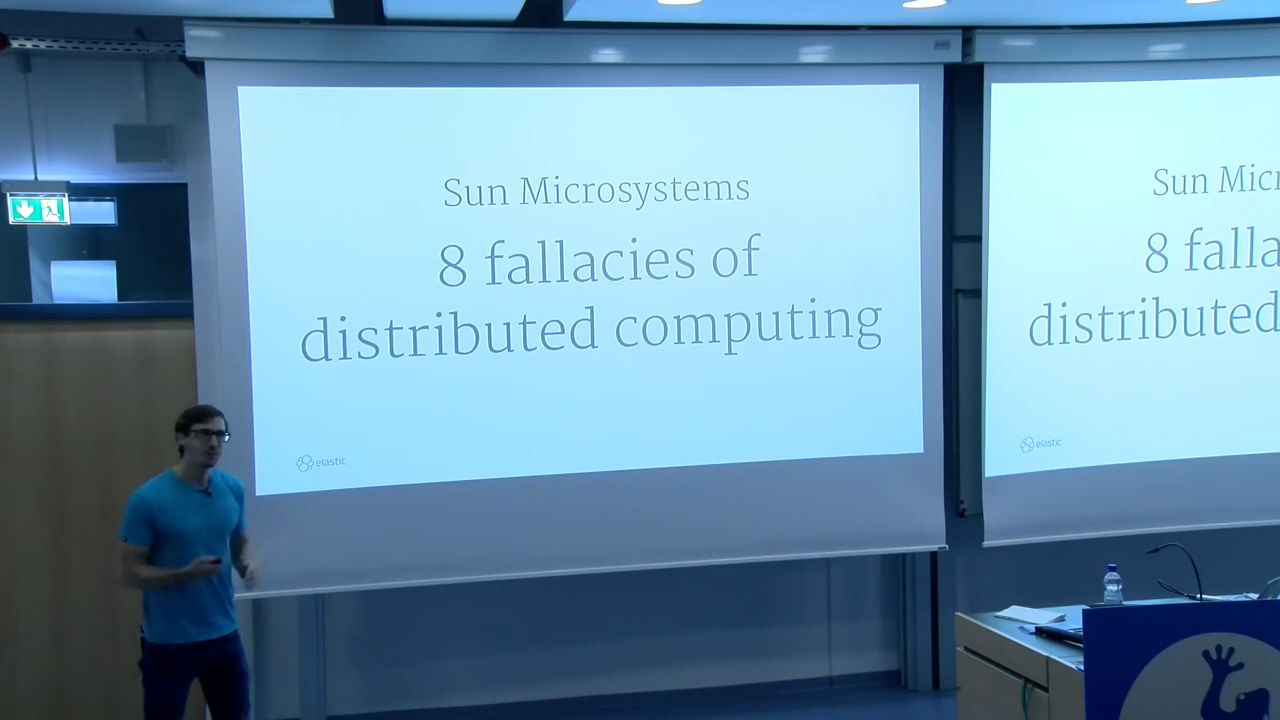 Sun Microsystems
8 fallacies of
distributed computing
elastic
Sun Micr
8 falla
distributed
elastic